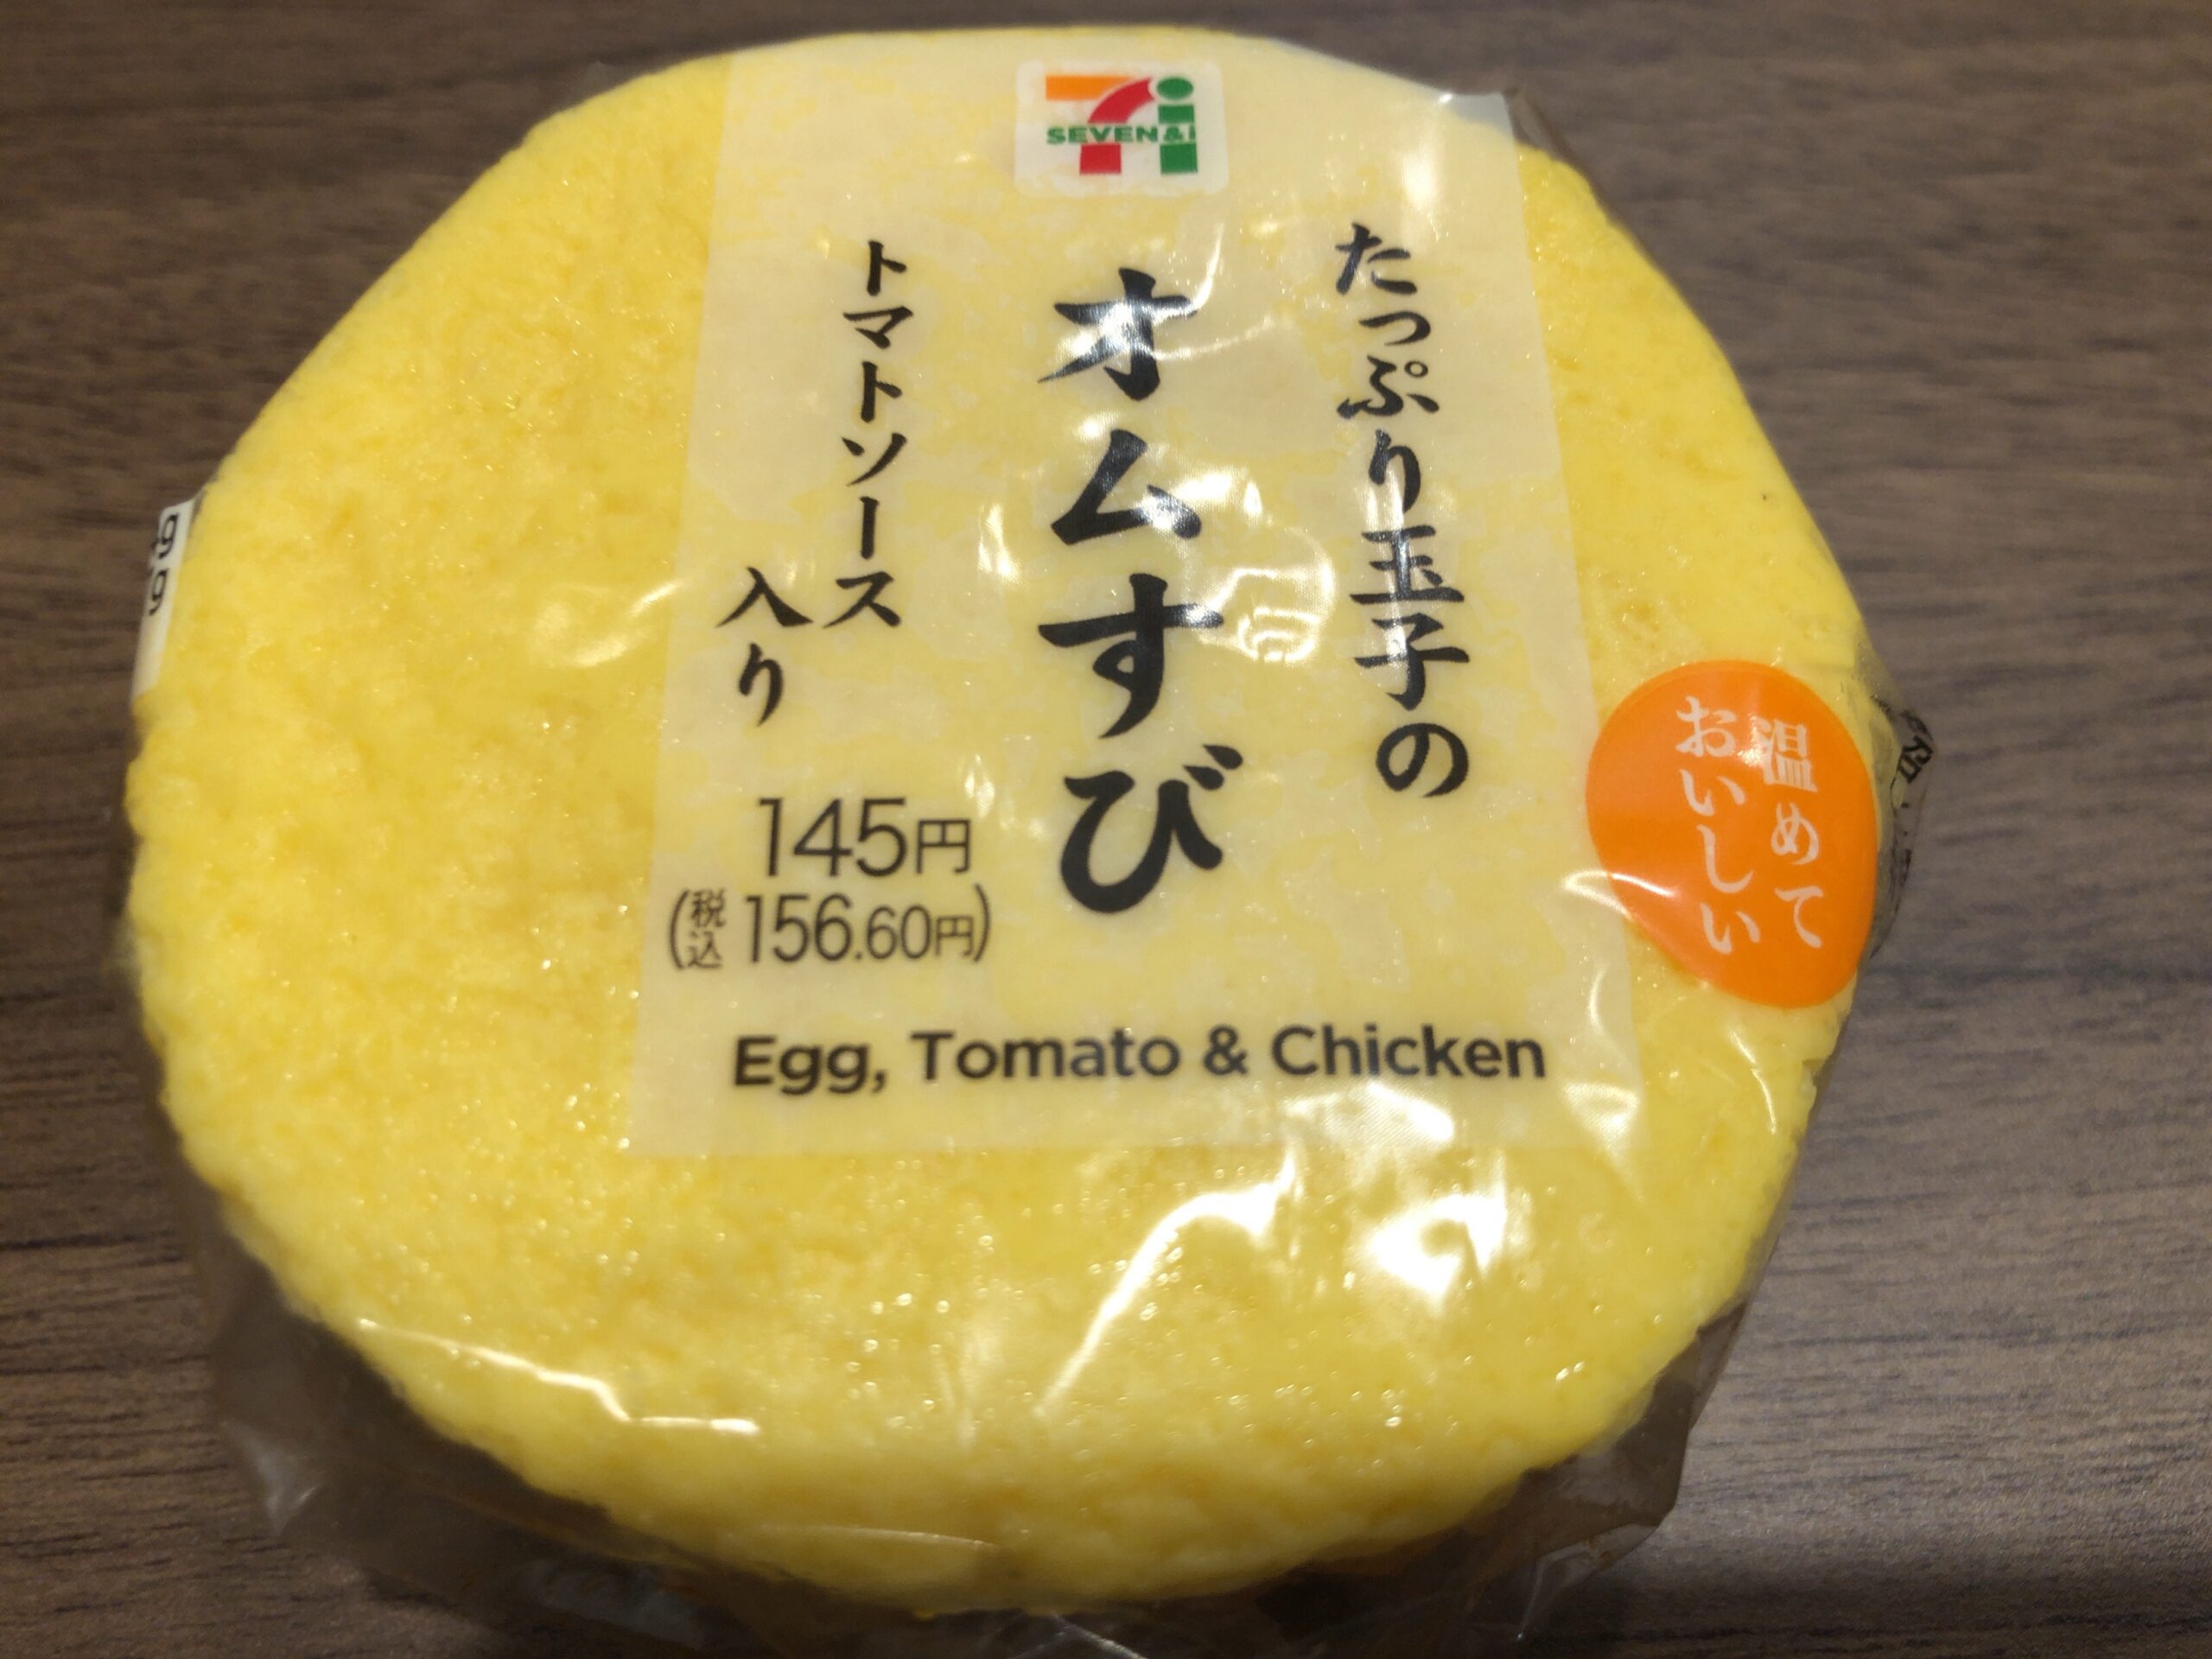 SEVEN&i
たっぷり玉子の
オムすび
トマトソース
入り
145円
(税込156.60円)
Egg, Tomato & Chicken
温めて
おいしい